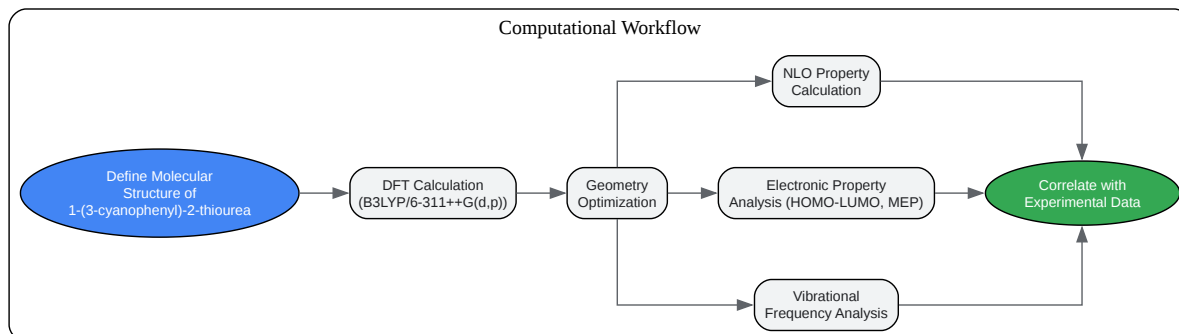 Computational Workflow
Define Molecular
Structure of
1-(3-cyanophenyl)-2-thiourea
DFT Calculation
(B3LYP/6-311++G(d,p))
Geometry
Optimization
NLO Property
Calculation
Electronic Property
Analysis (HOMO-LUMO, MEP)
Vibrational
Frequency Analysis
Correlate with
Experimental Data